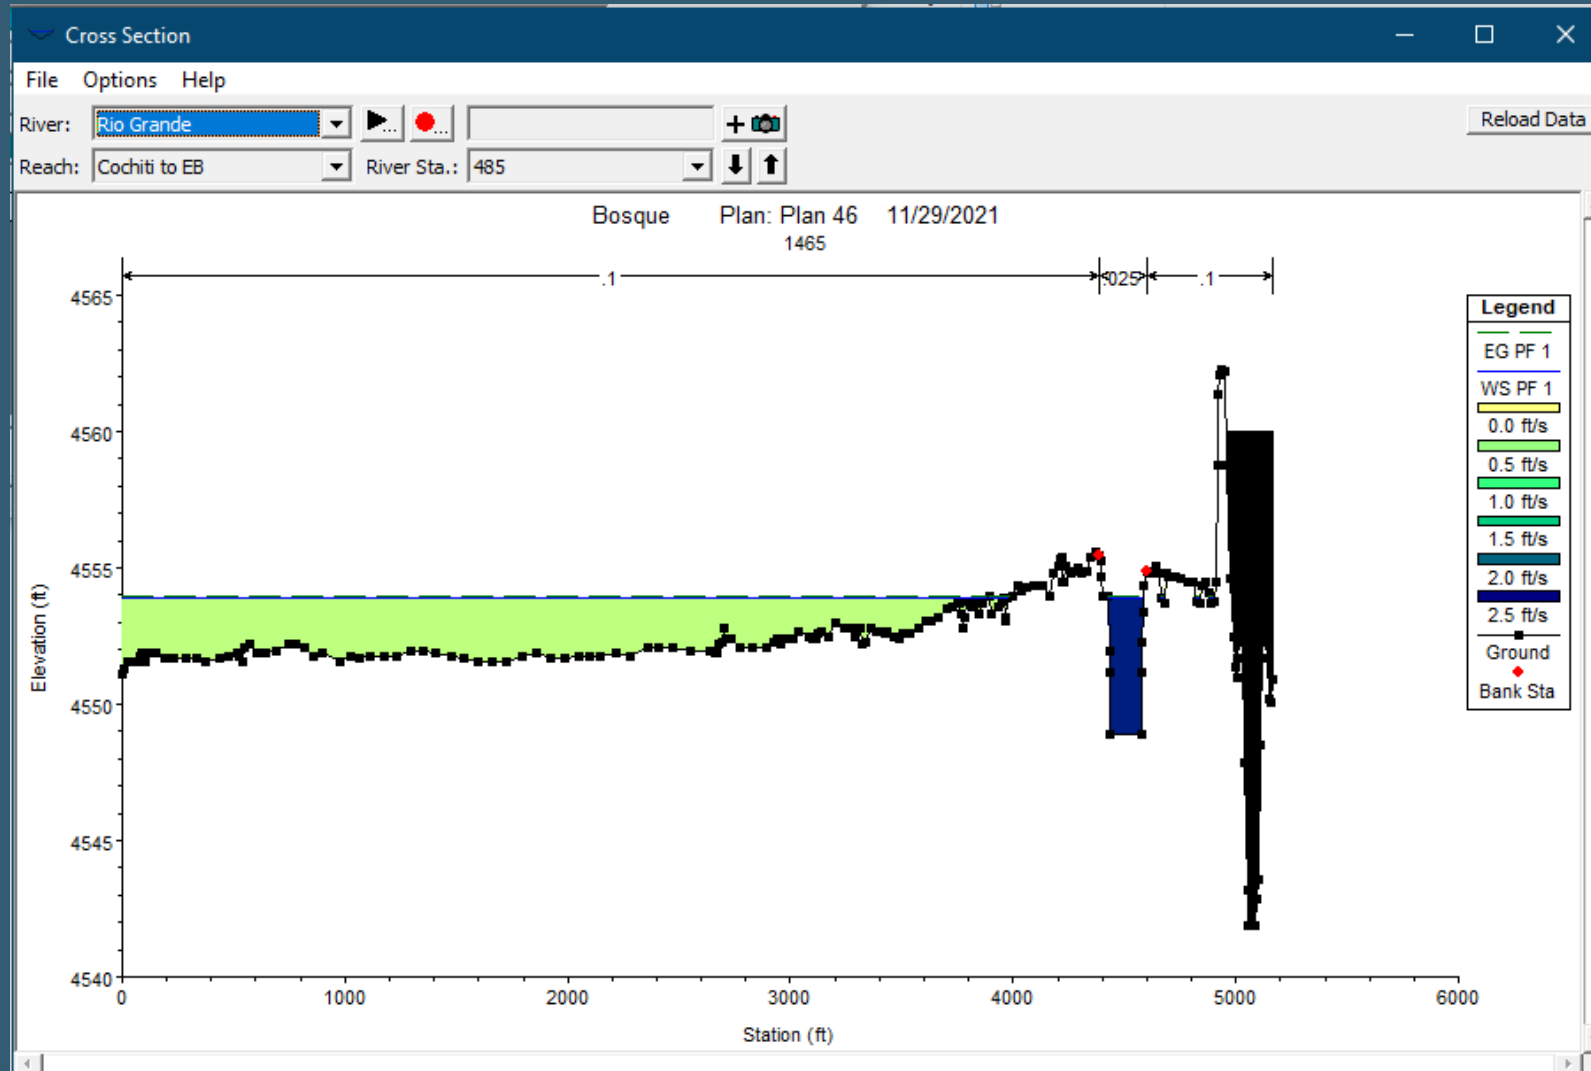 Cross Section
File Options Help
River: Rio Grande ... ... +
Reload Data
Reach: Cochiti to EB River Sta.: 485
Bosque Plan: Plan 46 11/29/2021
1465
.1 .025 .1
4565
4560
4555
4550
4545
4540
Elevation (ft)
0 1000 2000 3000 4000 5000 6000
Station (ft)
Legend
EG PF 1
WS PF 1
0.0 ft/s
0.5 ft/s
1.0 ft/s
1.5 ft/s
2.0 ft/s
2.5 ft/s
Ground
Bank Sta